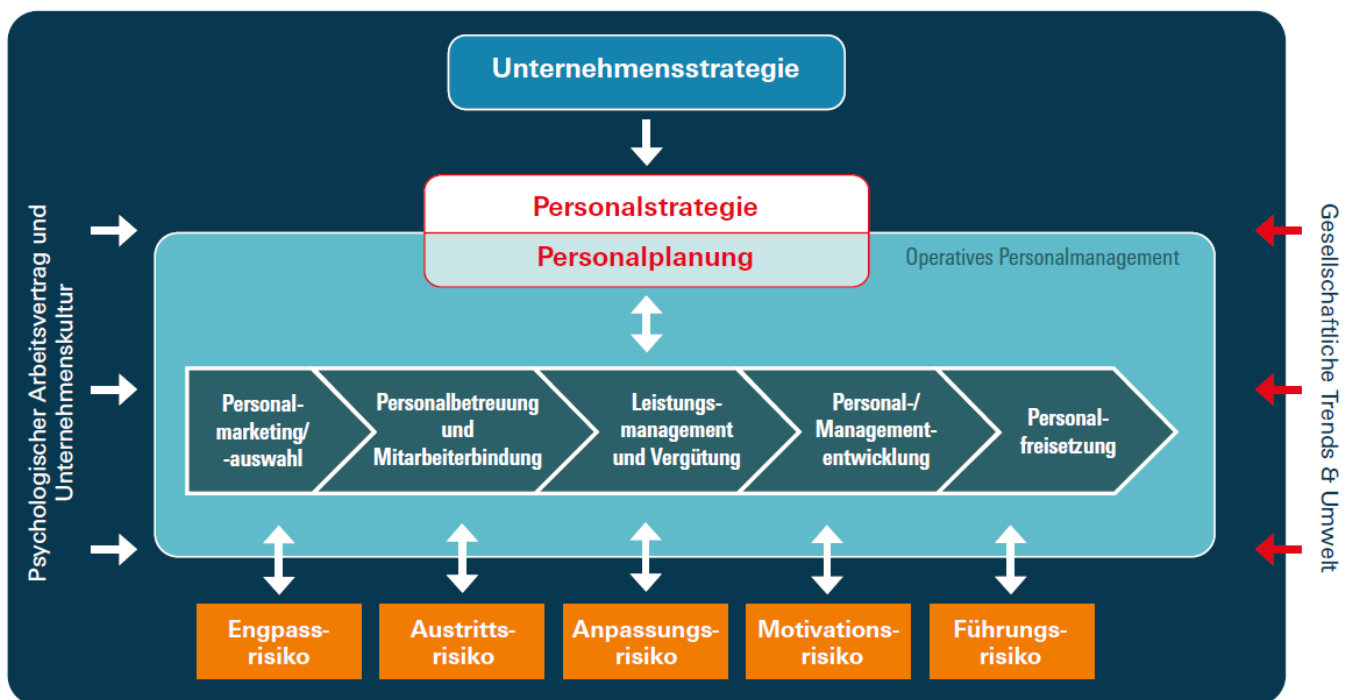 Unternehmensstrategie
Personalstrategie
Personalplanung
Operatives Personalmanagement
Psychologischer Arbeitsvertrag und
Unternehmenskultur
Gesellschaftliche Trends & Umwelt
Personal-
marketing/
-auswahl
Personalbetreuung
und
Mitarbeiterbindung
Leistungs-
management
und Vergütung
Personal-/
Management-
entwicklung
Personal-
freisetzung
Engpass-
risiko
Austritts-
risiko
Anpassungs-
risiko
Motivations-
risiko
Führungs-
risiko